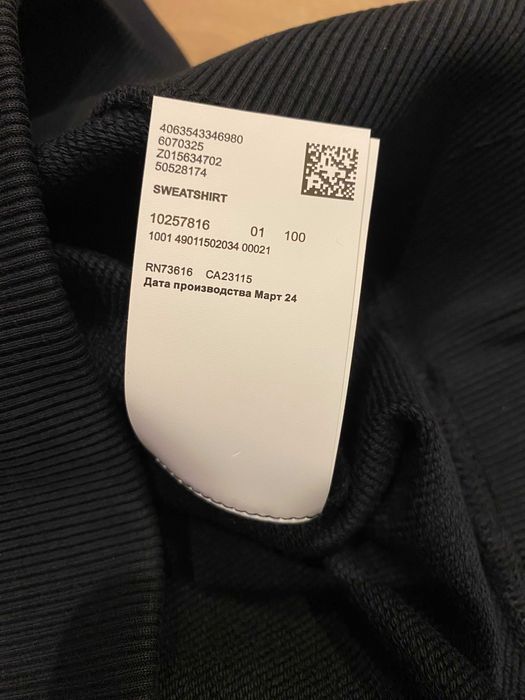 4063543346980
6070325
Z015634702
50528174
SWEATSHIRT
10257816 01 100
1001 49011502034 00021
RN73616 CA23115
Дата производства Март 24